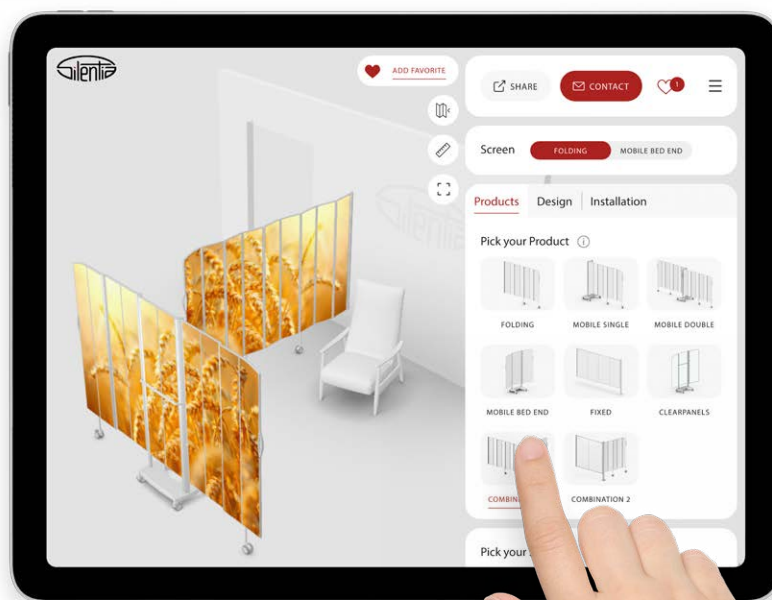 Silentia
ADD FAVORITE
SHARE
CONTACT
1
Screen
FOLDING
MOBILE BED END
Products
Design
Installation
Pick your Product
FOLDING
MOBILE SINGLE
MOBILE DOUBLE
MOBILE BED END
FIXED
CLEARPANELS
COMBINATION 2
Pick your